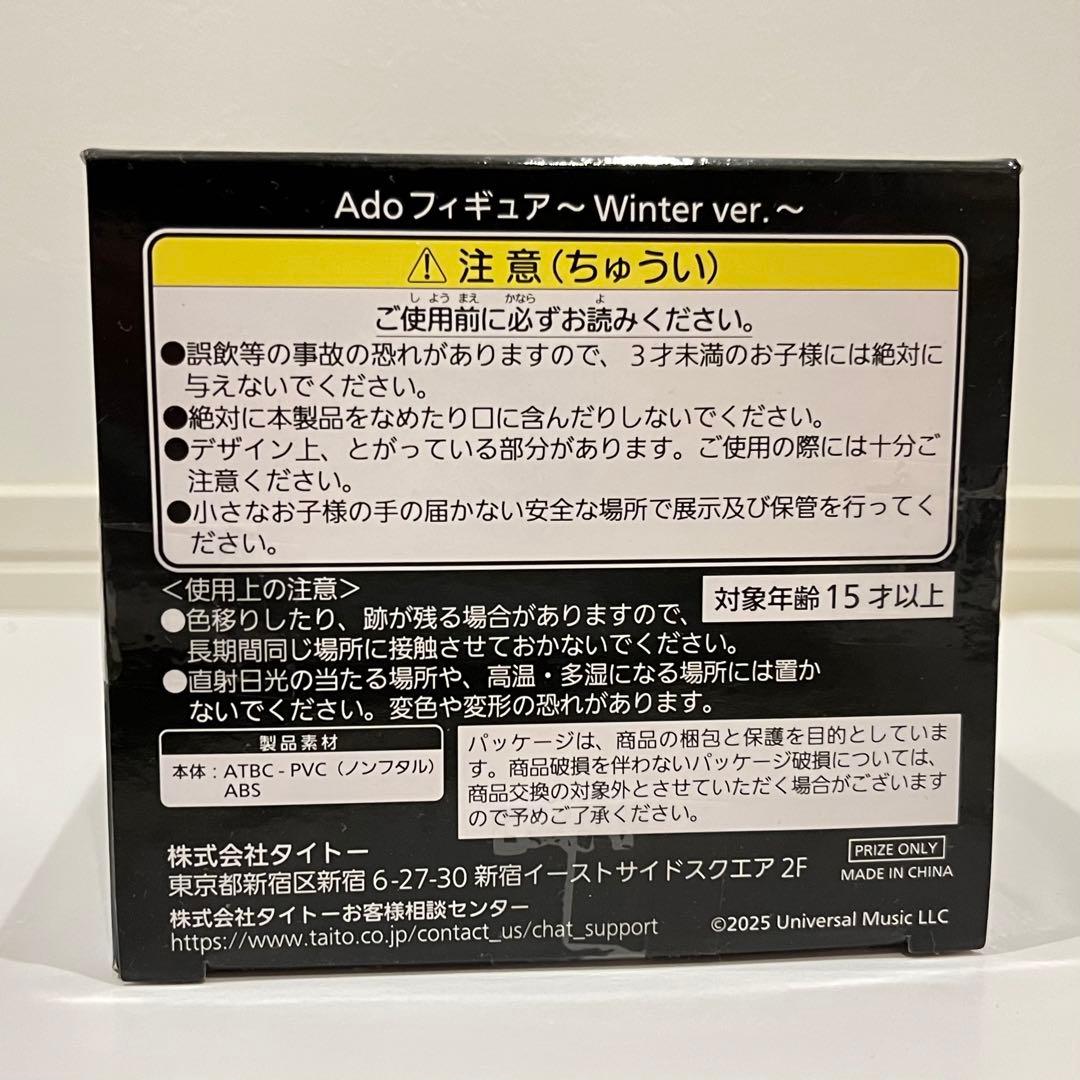 Adoフィギュア～Winter ver.～
⚠注意(ちゅうい)
し よう まえ かなら よ
ご使用前に必ずお読みください。
●誤飲等の事故の恐れがありますので、３才未満のお子様には絶対に
与えないでください。
●絶対に本製品をなめたり口に含んだりしないでください。
●デザイン上、とがっている部分があります。ご使用の際には十分ご
注意ください。
●小さなお子様の手の届かない安全な場所で展示及び保管を行ってく
ださい。
＜使用上の注意＞
対象年齢15才以上
●色移りしたり、跡が残る場合がありますので、
長期間同じ場所に接触させておかないでください。
●直射日光の当たる場所や、高温・多湿になる場所には置か
ないでください。変色や変形の恐れがあります。
製品素材
本体：ATBC-PVC（ノンフタル）
ABS
パッケージは、商品の梱包と保護を目的としていま
す。商品破損を伴わないパッケージ破損については、
商品交換の対象外とさせていただく場合がございます
ので予めご了承ください。
株式会社タイトー
東京都新宿区新宿 6-27-30 新宿イーストサイドスクエア 2F
株式会社タイトーお客様相談センター
https://www.taito.co.jp/contact_us/chat_support
PRIZE ONLY
MADE IN CHINA
©2025 Universal Music LLC